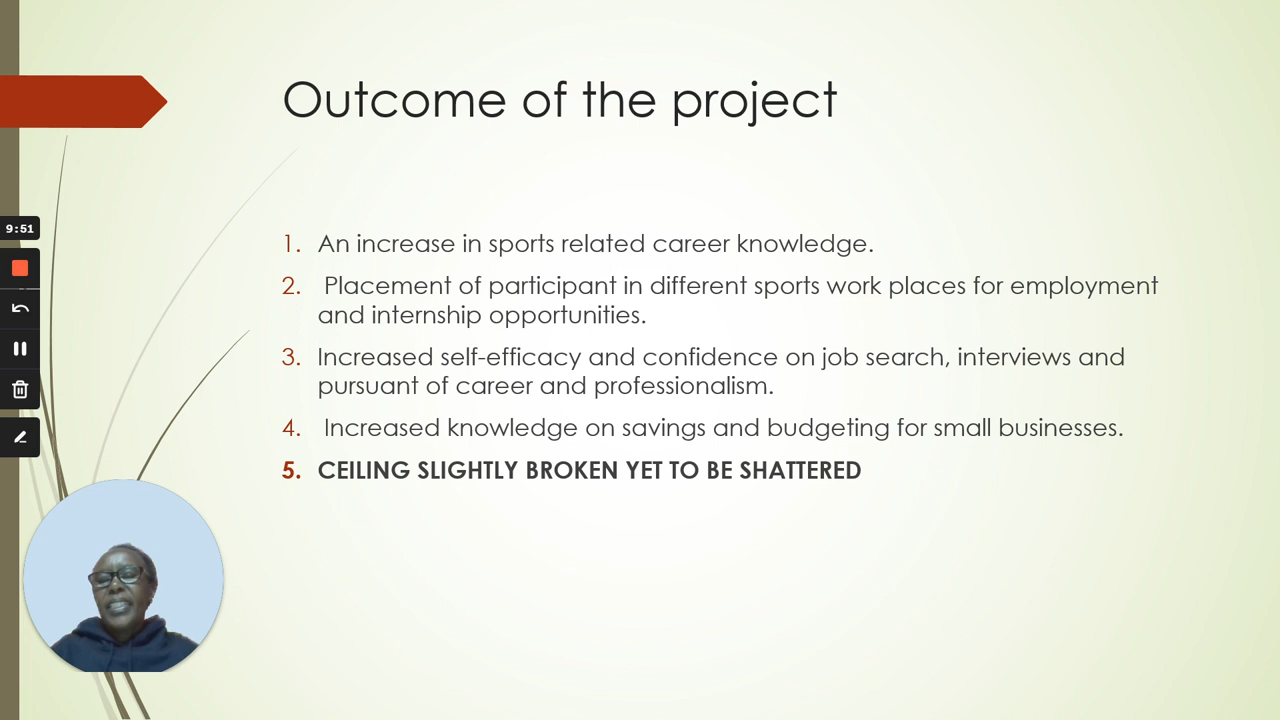 Outcome of the project
9:51
1. An increase in sports related career knowledge.
2. Placement of participant in different sports work places for employment
and internship opportunities.
3. Increased self-efficacy and confidence on job search, interviews and
pursuant of career and professionalism.
4. Increased knowledge on savings and budgeting for small businesses.
5. CEILING SLIGHTLY BROKEN YET TO BE SHATTERED